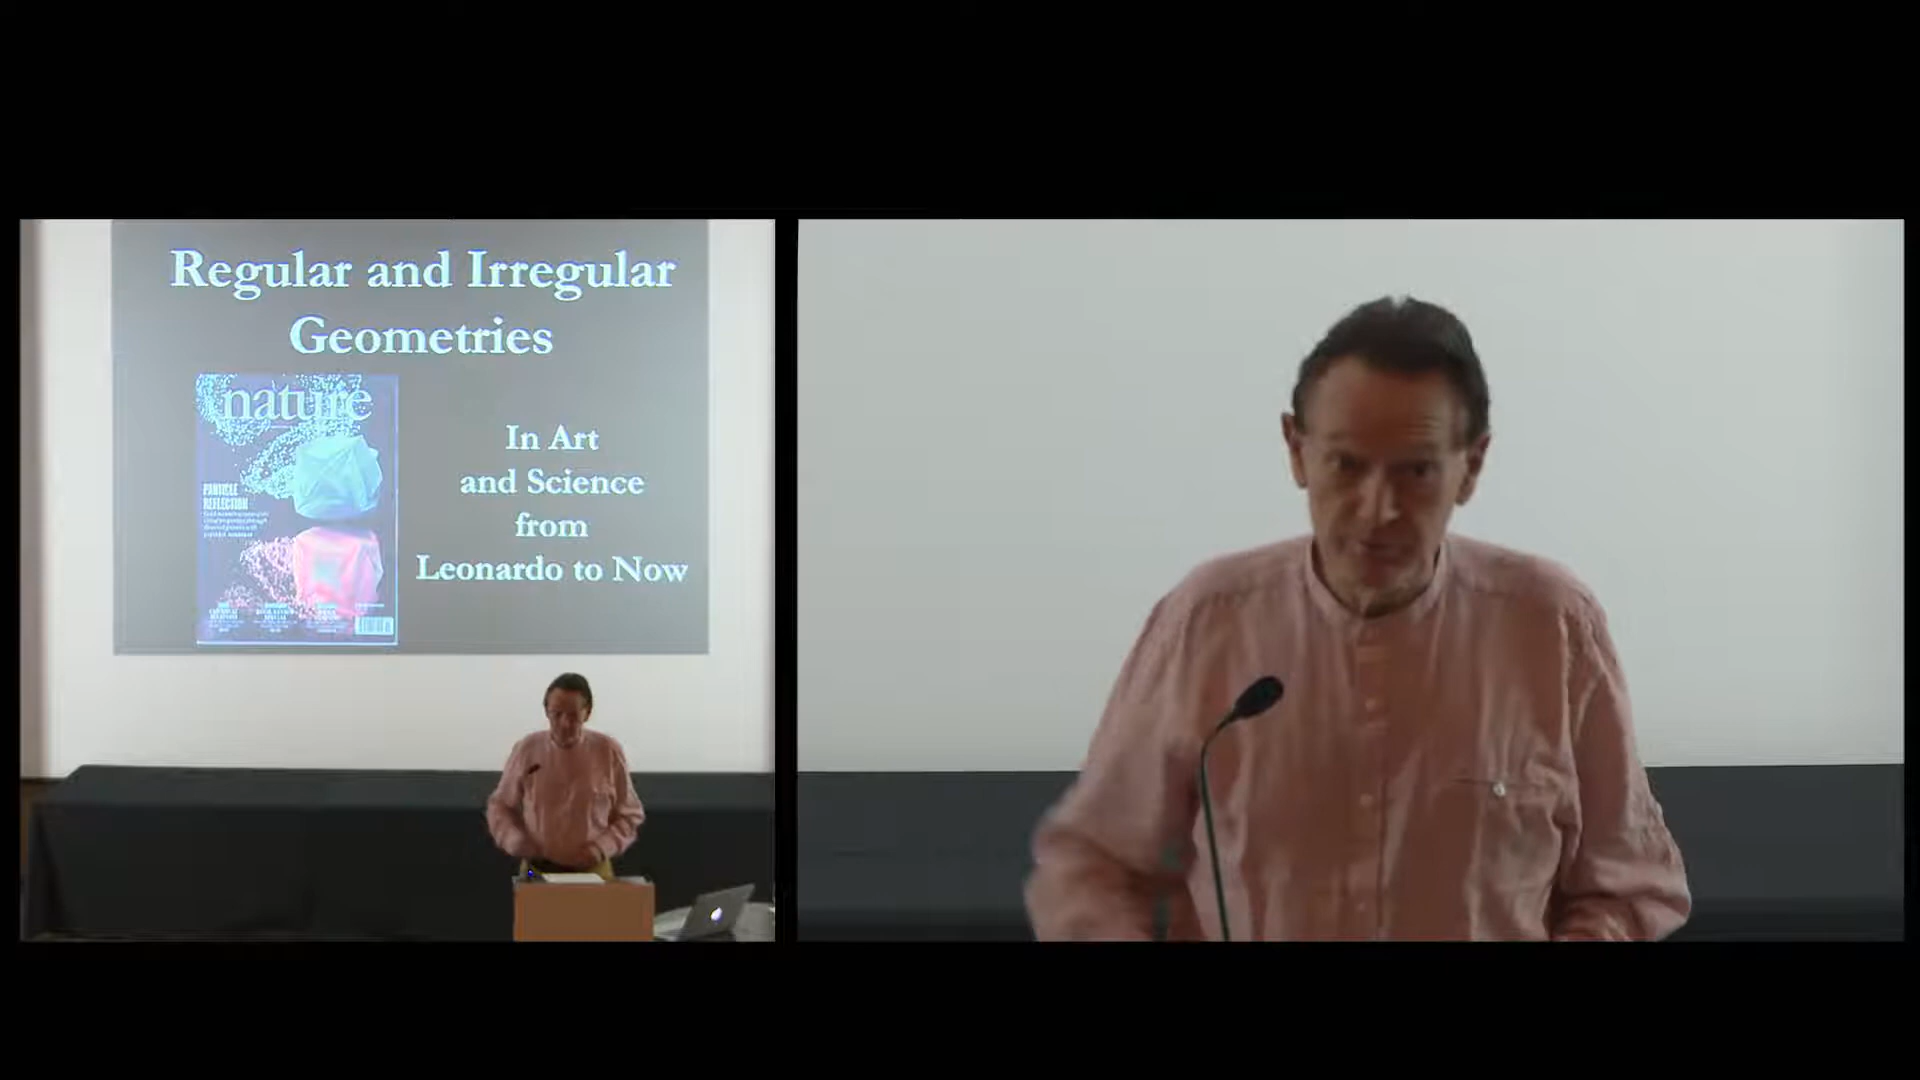 Regular and Irregular
Geometries
nature
PARTICLE
REFLECTION
In Art
and Science
from
Leonardo to Now